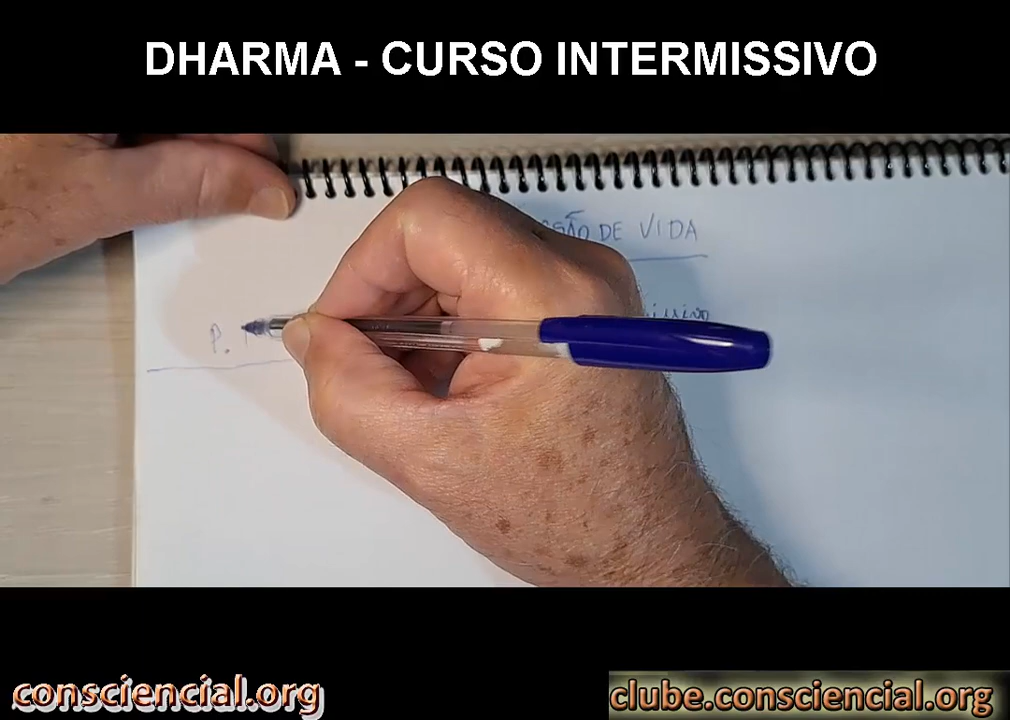 DHARMA - CURSO INTERMISSIVO
DE VIDA
P.
consciencial.org
clube.consciencial.org